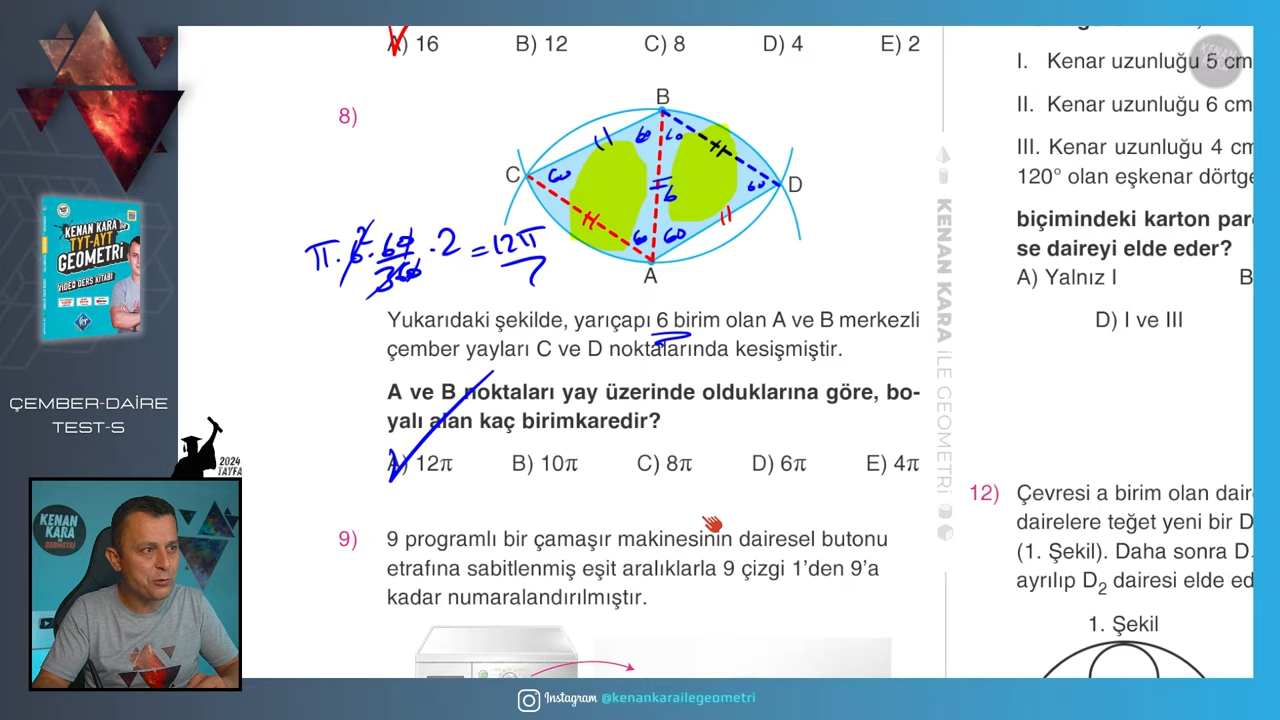 A) 16 B) 12 C) 8 D) 4 E) 2
8)
B
C
D
A
60 60
60
60
60 60
6
π · 6² · 60/360 · 2 = 12π
Yukarıdaki şekilde, yarıçapı 6 birim olan A ve B merkezli
çember yayları C ve D noktalarında kesişmiştir.
A ve B noktaları yay üzerinde olduklarına göre, bo-
yalı alan kaç birimkaredir?
A) 12π B) 10π C) 8π D) 6π E) 4π
9) 9 programlı bir çamaşır makinesinin dairesel butonu
etrafına sabitlenmiş eşit aralıklarla 9 çizgi 1’den 9’a
kadar numaralandırılmıştır.
KENAN KARA İLE GEOMETRİ
I. Kenar uzunluğu 5 cm
II. Kenar uzunluğu 6 cm
III. Kenar uzunluğu 4 cm
120° olan eşkenar dörtge
biçimindeki karton par
se daireyi elde eder?
A) Yalnız I B
D) I ve III
12) Çevresi a birim olan dair
dairelere teğet yeni bir D
(1. Şekil). Daha sonra D
ayrılıp D2 dairesi elde ed
1. Şekil
KENAN KARA
TYT-AYT
GEOMETRİ
VİDEO DERS KİTABI
ÇEMBER-DAİRE
TEST-5
2024
TAYFA
KENAN
KARA
GEOMETRİ
Instagram @kenankarailegeometri